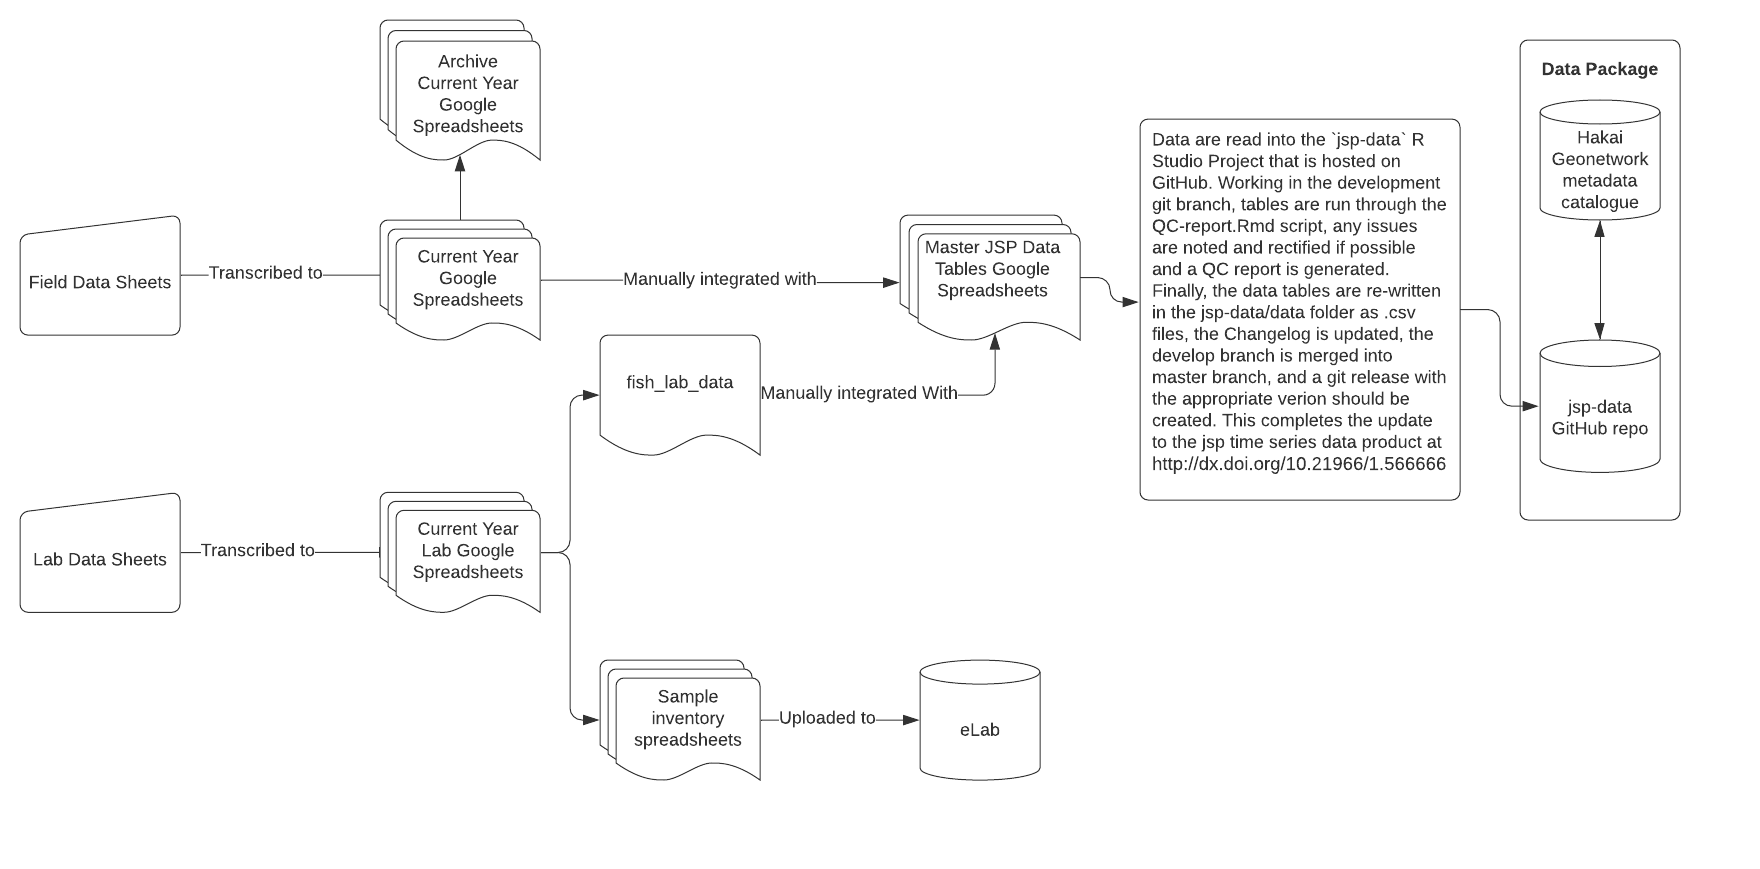 Archive
Current Year
Google
Spreadsheets
Field Data Sheets
Transcribed to
Current Year
Google
Spreadsheets
Manually integrated with
Master JSP Data
Tables Google
Spreadsheets
fish_lab_data
Manually integrated With
Lab Data Sheets
Transcribed to
Current Year
Lab Google
Spreadsheets
Sample
inventory
spreadsheets
Uploaded to
eLab
Data are read into the `jsp-data` R
Studio Project that is hosted on
GitHub. Working in the development
git branch, tables are run through the
QC-report.Rmd script, any issues
are noted and rectified if possible
and a QC report is generated.
Finally, the data tables are re-written
in the jsp-data/data folder as .csv
files, the Changelog is updated, the
develop branch is merged into
master branch, and a git release with
the appropriate verion should be
created. This completes the update
to the jsp time series data product at
http://dx.doi.org/10.21966/1.566666
Data Package
Hakai
Geonetwork
metadata
catalogue
jsp-data
GitHub repo